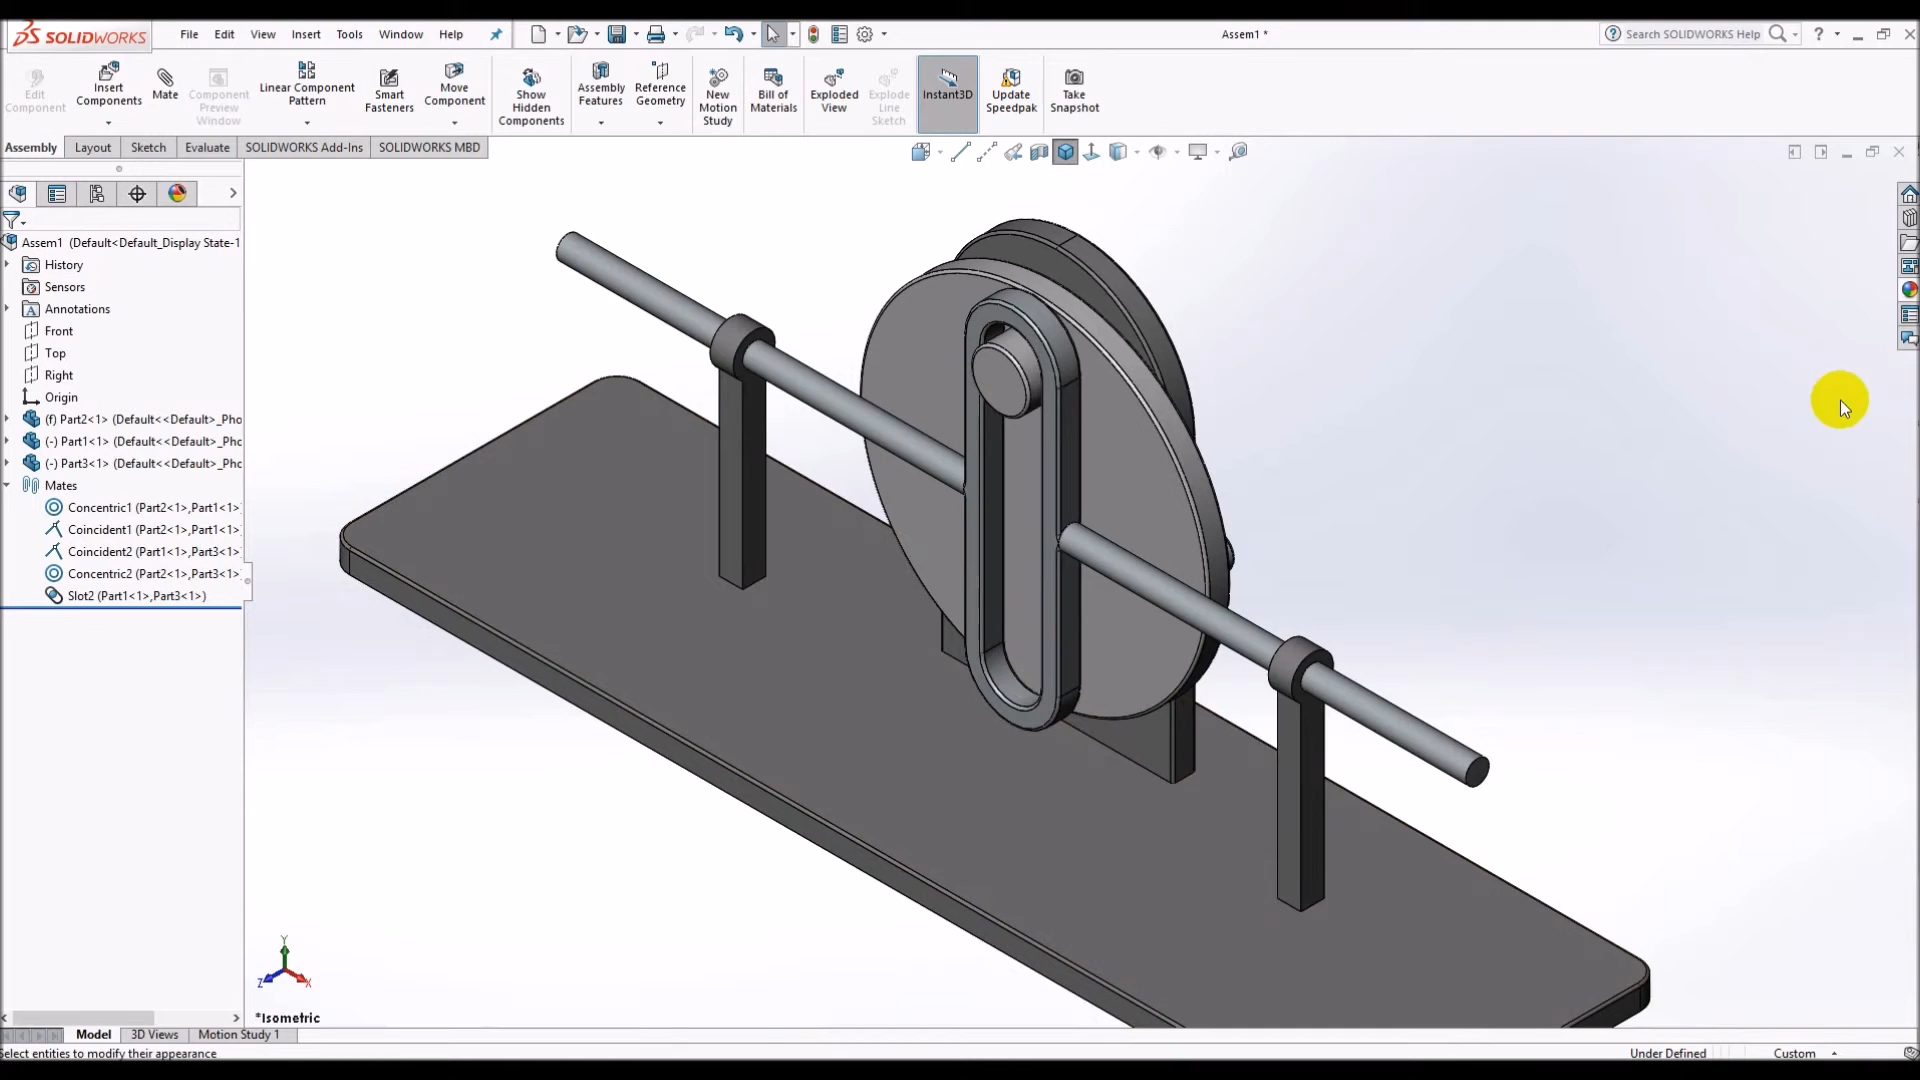 SOLIDWORKS File Edit View Insert Tools Window Help Assem1 * Search SOLIDWORKS Help ?
Edit Component
Insert Components
Mate
Component Preview Window
Linear Component Pattern
Smart Fasteners
Move Component
Show Hidden Components
Assembly Features
Reference Geometry
New Motion Study
Bill of Materials
Exploded View
Explode Line Sketch
Instant3D
Update Speedpak
Take Snapshot
Assembly Layout Sketch Evaluate SOLIDWORKS Add-Ins SOLIDWORKS MBD
Assem1 (Default<Default_Display State-1
History
Sensors
Annotations
Front
Top
Right
Origin
(f) Part2<1> (Default<<Default>_Pho
(-) Part1<1> (Default<<Default>_Pho
(-) Part3<1> (Default<<Default>_Pho
Mates
Concentric1 (Part2<1>,Part1<1>
Coincident1 (Part2<1>,Part1<1>
Coincident2 (Part1<1>,Part3<1>
Concentric2 (Part2<1>,Part3<1>
Slot2 (Part1<1>,Part3<1>)
Y
Z X
*Isometric
Model 3D Views Motion Study 1
Select entities to modify their appearance Under Defined Custom